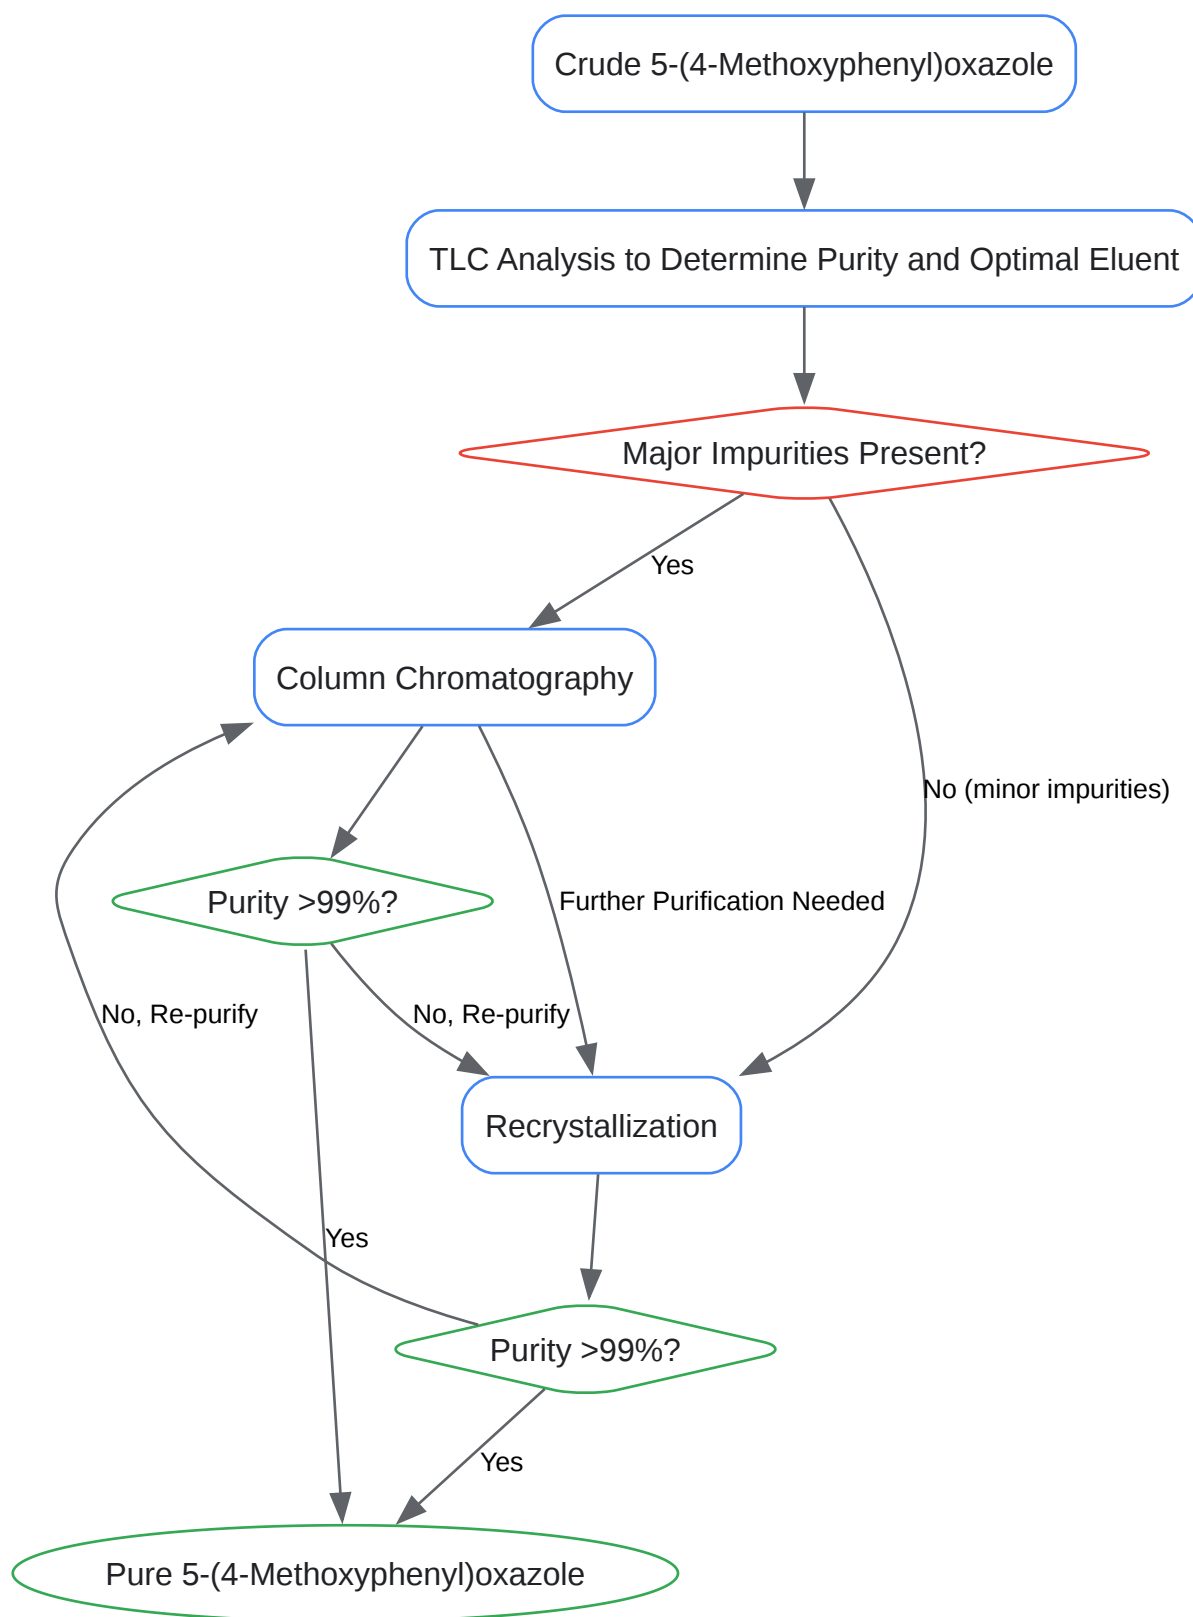 Crude 5-(4-Methoxyphenyl)oxazole
TLC Analysis to Determine Purity and Optimal Eluent
Major Impurities Present?
Yes
Column Chromatography
No (minor impurities)
Purity >99%?
Further Purification Needed
No, Re-purify
No, Re-purify
Recrystallization
Yes
Purity >99%?
Yes
Pure 5-(4-Methoxyphenyl)oxazole